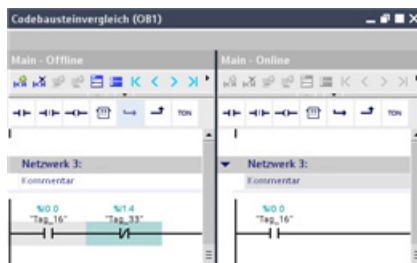 Codebausteinvergleich (OB1)
Main - Offline
Main - Online
TON
TON
Netzwerk 3:
Kommentar
%I0.0
"Tag_16"
%I1.4
"Tag_33"
Netzwerk 3:
Kommentar
%I0.0
"Tag_16"